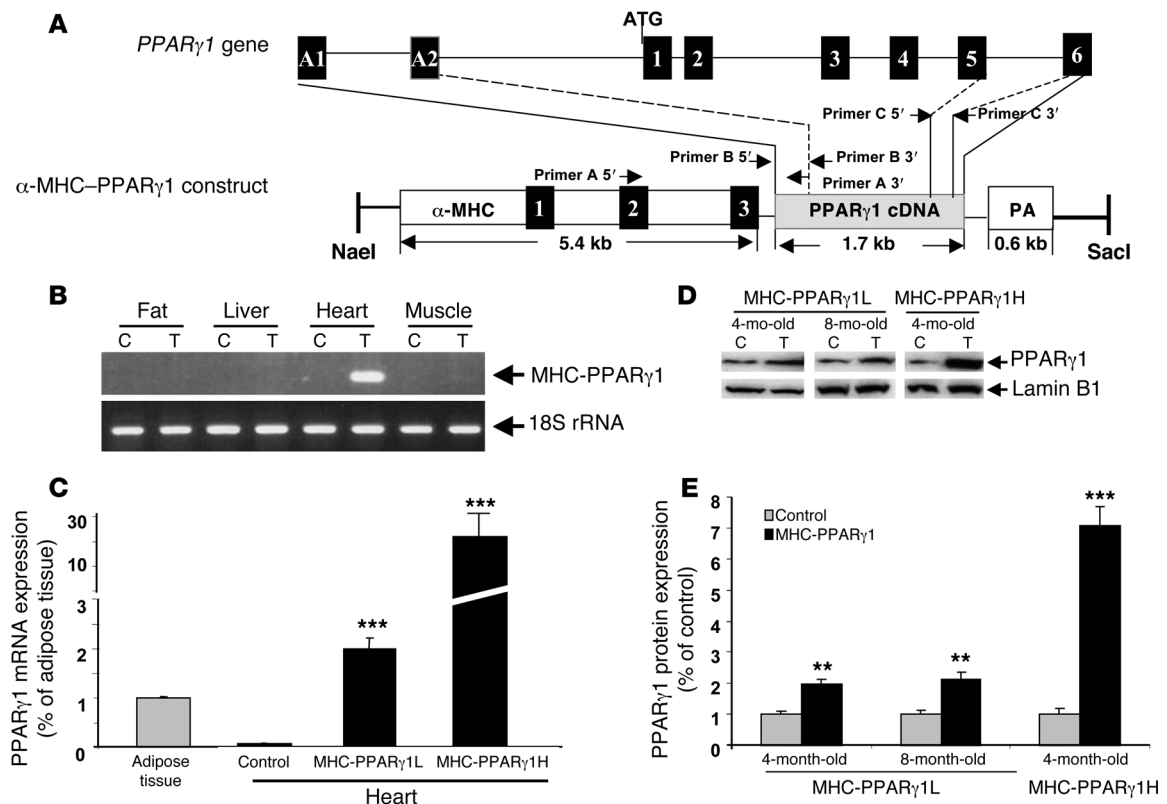 A
ATG
PPARγ1 gene
A1 A2 1 2 3 4 5 6
Primer C 5′ Primer C 3′
Primer B 5′ Primer B 3′
Primer A 5′ Primer A 3′
α-MHC–PPARγ1 construct
α-MHC 1 2 3 PPARγ1 cDNA PA
NaeI 5.4 kb 1.7 kb 0.6 kb SacI
B
Fat Liver Heart Muscle
C T C T C T C T
MHC-PPARγ1
18S rRNA
D
MHC-PPARγ1L MHC-PPARγ1H
4-mo-old 8-mo-old 4-mo-old
C T C T C T
PPARγ1
Lamin B1
C
PPARγ1 mRNA expression
(% of adipose tissue)
30
10
3
2
1
0
***
***
Adipose
tissue
Control MHC-PPARγ1L MHC-PPARγ1H
Heart
E
PPARγ1 protein expression
(% of control)
8
7
6
5
4
3
2
1
0
Control
MHC-PPARγ1
**
**
***
4-month-old 8-month-old 4-month-old
MHC-PPARγ1L MHC-PPARγ1H